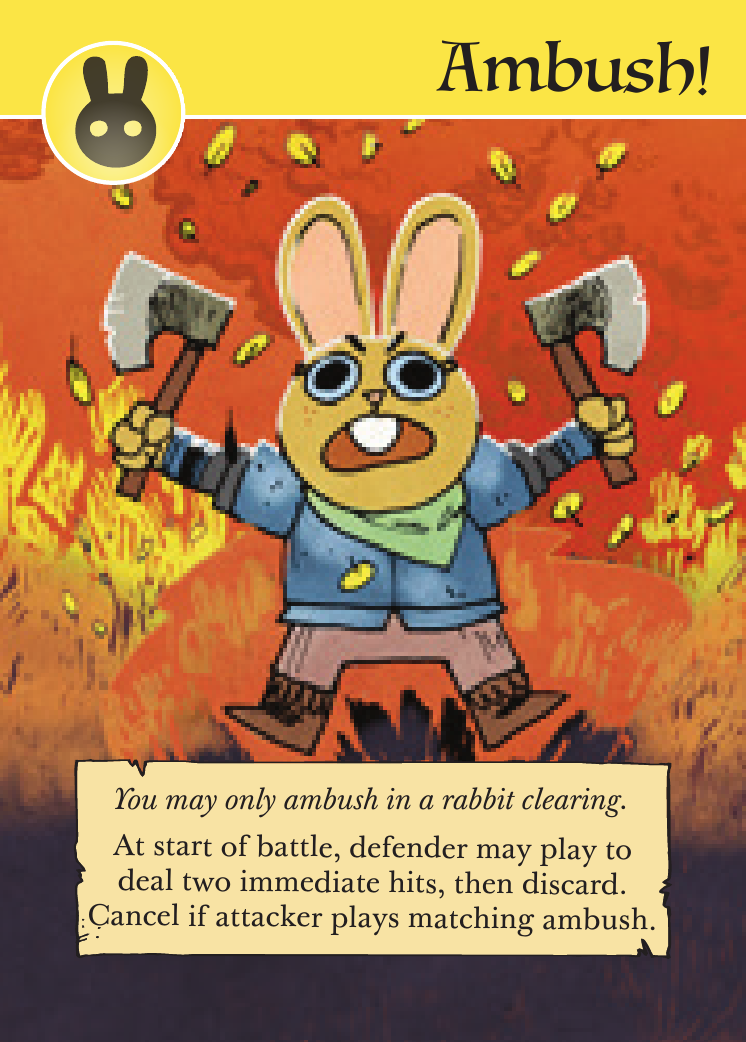 Ambush!
You may only ambush in a rabbit clearing.
At start of battle, defender may play to
deal two immediate hits, then discard.
Cancel if attacker plays matching ambush.